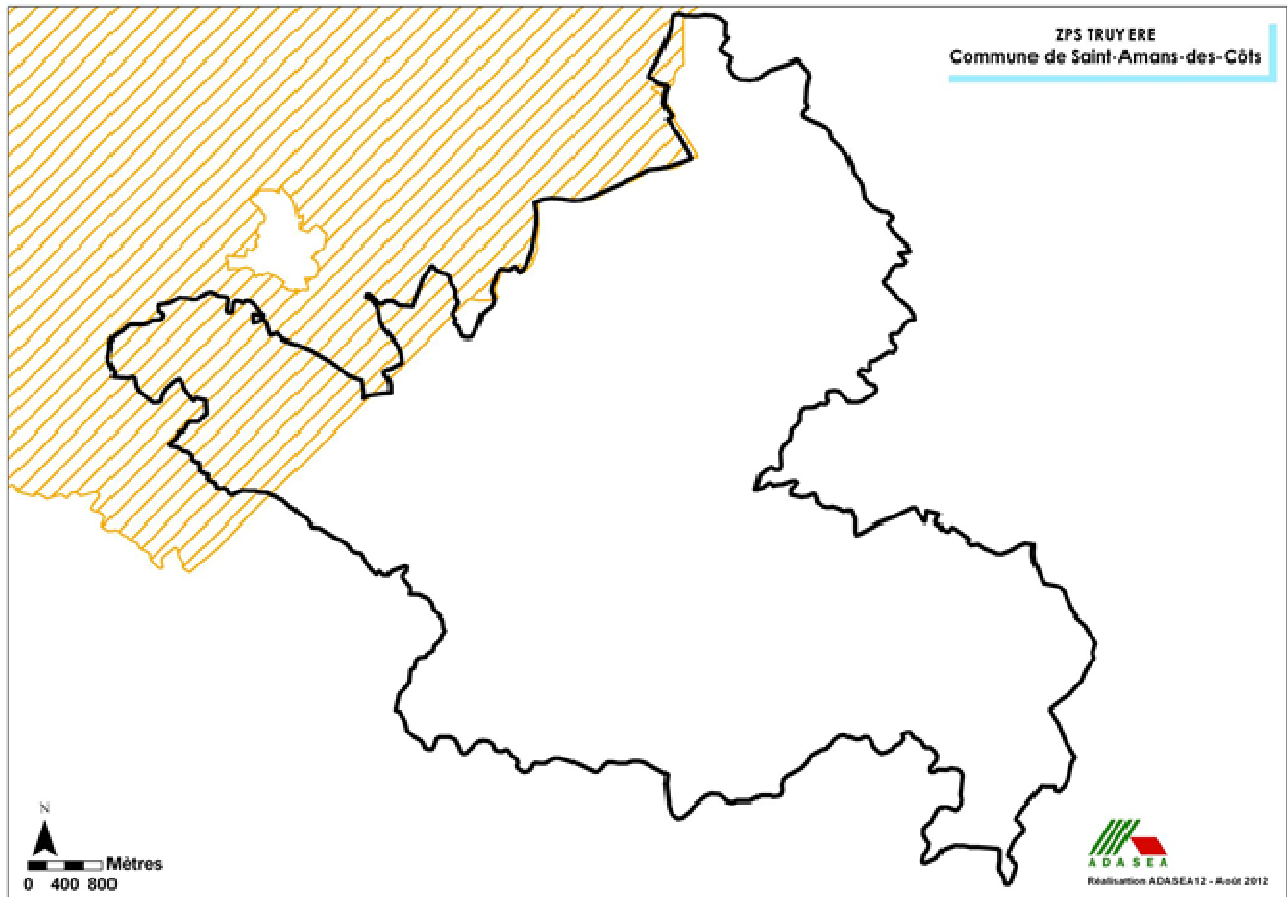 ZPS TRUY ERE
Commune de Saint-Amans-des-Côts
N
Mètres
0 400 800
ADASEA
Réalisation ADASEA12 - Août 2012